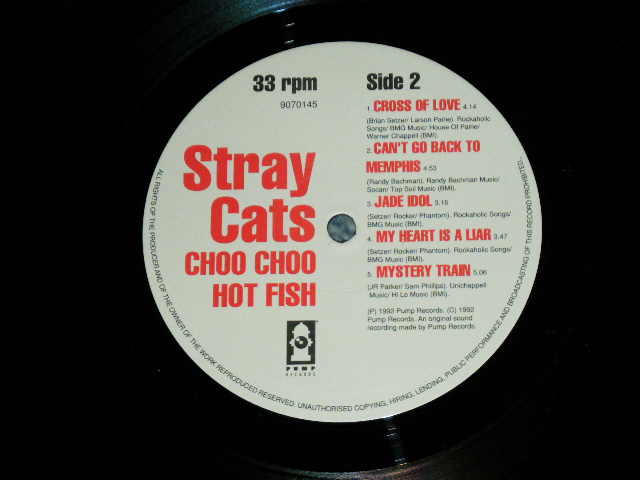 33 rpm
9070145
Side 2
Stray
Cats
CHOO CHOO
HOT FISH
1. CROSS OF LOVE 4.14
(Brian Setzer/ Larson Paine). Rockaholic
Songs/ BMG Music/ House Of Paine/
Warner Chappell (BMI).
2. CAN'T GO BACK TO
MEMPHIS 4:53
(Randy Bachman). Randy Bachman Music/
Socan/ Top Soil Music (BMI).
3. JADE IDOL 3.16
(Setzer/ Rocker/ Phantom). Rockaholic Songs/
BMG Music (BMI).
4. MY HEART IS A LIAR 3.47
(Setzer/ Rocker/ Phantom). Rockaholic Songs/
BMG Music (BMI).
5. MYSTERY TRAIN 5.06
(JR Parker/ Sam Phillips). Unichappell
Music/ Hi Lo Music (BMI).
(P) 1992 Pump Records. (C) 1992
Pump Records. An original sound
recording made by Pump Records.
PUMP
RECORDS
ALL RIGHTS OF THE PRODUCER AND OF THE OWNER OF THE WORK REPRODUCED RESERVED. UNAUTHORISED COPYING, HIRING, LENDING, PUBLIC PERFORMANCE AND BROADCASTING OF THIS RECORD PROHIBITED-